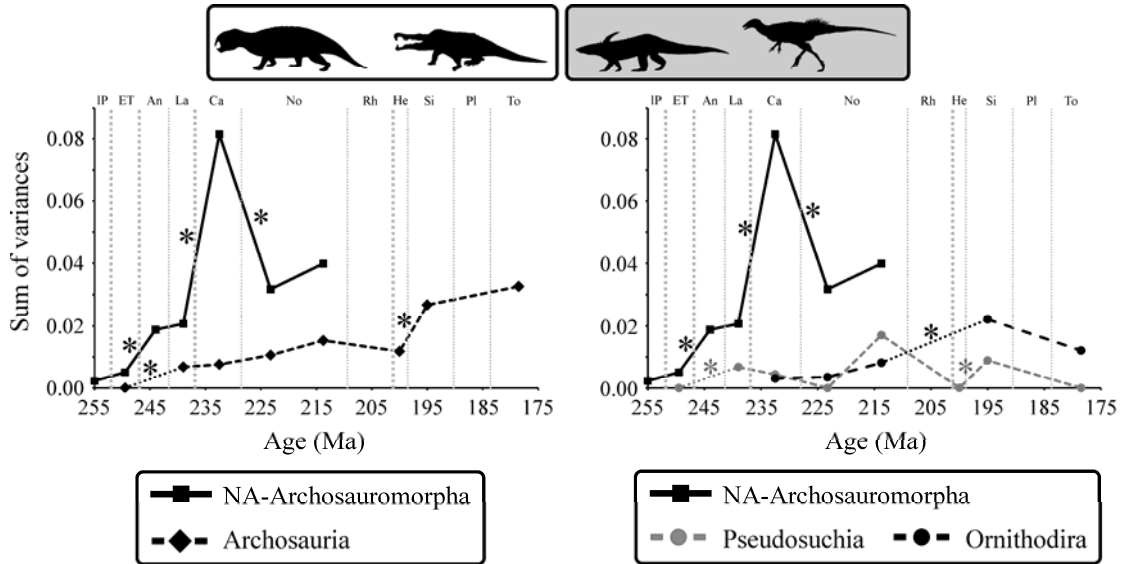 lP ET An La Ca No Rh He Si Pl To
0.08
0.06
0.04
0.02
0.00
Sum of variances
* * * * *
255 245 235 225 215 205 195 185 175
Age (Ma)
NA-Archosauromorpha
Archosauria
lP ET An La Ca No Rh He Si Pl To
0.08
0.06
0.04
0.02
0.00
* * * * * *
255 245 235 225 215 205 195 185 175
Age (Ma)
NA-Archosauromorpha
Pseudosuchia Ornithodira